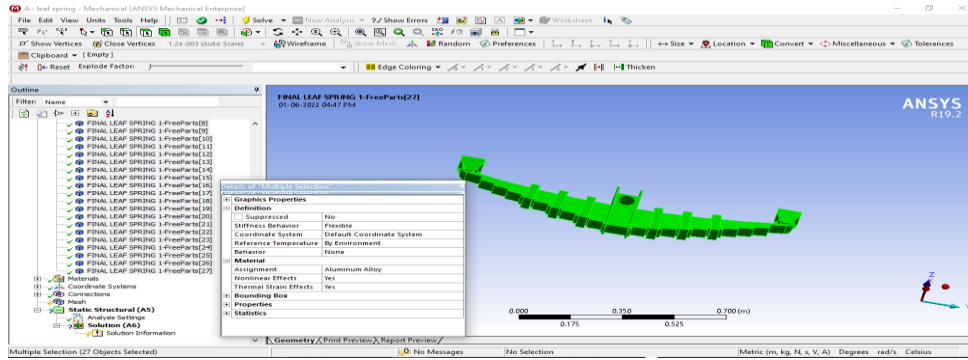 A : leaf spring - Mechanical [ANSYS Mechanical Enterprise]
File Edit View Units Tools Help Solve New Analysis ?/ Show Errors Worksheet
Show Vertices Close Vertices 1.2e-003 (Auto Scale) Wireframe Show Mesh Random Preferences Size Location Convert Miscellaneous Tolerances
Clipboard [ Empty ]
Reset Explode Factor: Edge Coloring Thicken
Outline
Filter: Name
FINAL LEAF SPRING 1-FreeParts[8]
FINAL LEAF SPRING 1-FreeParts[9]
FINAL LEAF SPRING 1-FreeParts[10]
FINAL LEAF SPRING 1-FreeParts[11]
FINAL LEAF SPRING 1-FreeParts[12]
FINAL LEAF SPRING 1-FreeParts[13]
FINAL LEAF SPRING 1-FreeParts[14]
FINAL LEAF SPRING 1-FreeParts[15]
FINAL LEAF SPRING 1-FreeParts[16]
FINAL LEAF SPRING 1-FreeParts[17]
FINAL LEAF SPRING 1-FreeParts[18]
FINAL LEAF SPRING 1-FreeParts[19]
FINAL LEAF SPRING 1-FreeParts[20]
FINAL LEAF SPRING 1-FreeParts[21]
FINAL LEAF SPRING 1-FreeParts[22]
FINAL LEAF SPRING 1-FreeParts[23]
FINAL LEAF SPRING 1-FreeParts[24]
FINAL LEAF SPRING 1-FreeParts[25]
FINAL LEAF SPRING 1-FreeParts[26]
FINAL LEAF SPRING 1-FreeParts[27]
Materials
Coordinate Systems
Connections
Mesh
Static Structural (A5)
Analysis Settings
Solution (A6)
Solution Information
Details of "Multiple Selection"
Graphics Properties
Definition
Suppressed No
Stiffness Behavior Flexible
Coordinate System Default Coordinate System
Reference Temperature By Environment
Behavior None
Material
Assignment Aluminum Alloy
Nonlinear Effects Yes
Thermal Strain Effects Yes
Bounding Box
Properties
Statistics
FINAL LEAF SPRING 1-FreeParts[27]
01-06-2022 04:47 PM
ANSYS
R19.2
Z
0.000 0.350 0.700 (m)
0.175 0.525
Geometry Print Preview Report Preview
Multiple Selection (27 Objects Selected) No Messages No Selection Metric (m, kg, N, s, V, A) Degrees rad/s Celsius